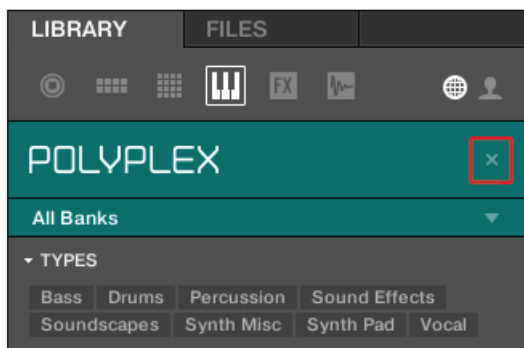 LIBRARY FILES
FX
POLYPLEX
All Banks
TYPES
Bass Drums Percussion Sound Effects
Soundscapes Synth Misc Synth Pad Vocal